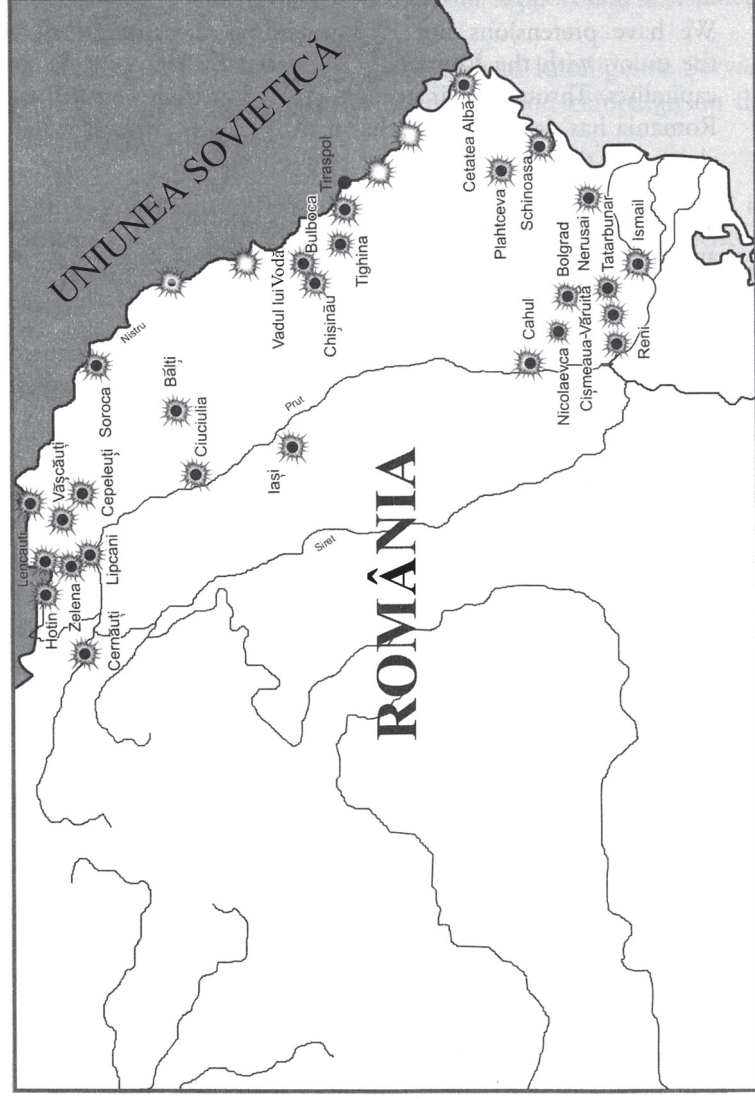 UNIUNEA SOVIETICĂ
ROMÂNIA
Lencauți
Hotin
Zelena
Cernăuți
Lipcani
Vășcăuți
Cepeleuți
Soroca
Nistru
Bălți
Ciuciulia
Prut
Iași
Siret
Vadul lui Vodă
Chișinău
Bulboca
Tiraspol
Tighina
Cetatea Albă
Plahtceva
Schinoasa
Cahul
Bolgrad
Nerusai
Nicolaevca
Cișmeaua-Văruită
Tatarbunar
Ismail
Reni